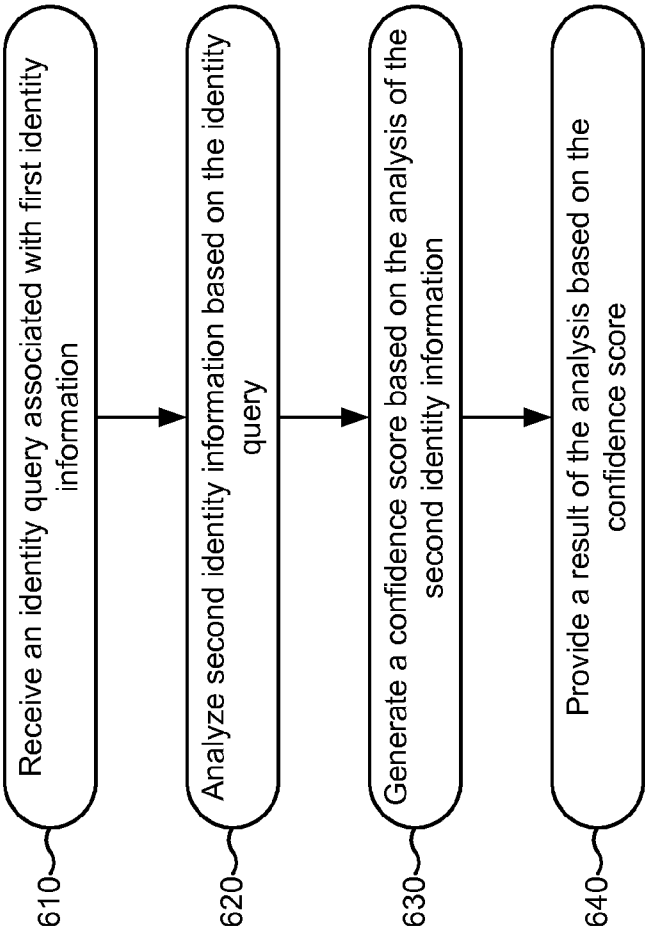 610
Receive an identity query associated with first identity
information
620
Analyze second identity information based on the identity
query
630
Generate a confidence score based on the analysis of the
second identity information
640
Provide a result of the analysis based on the
confidence score